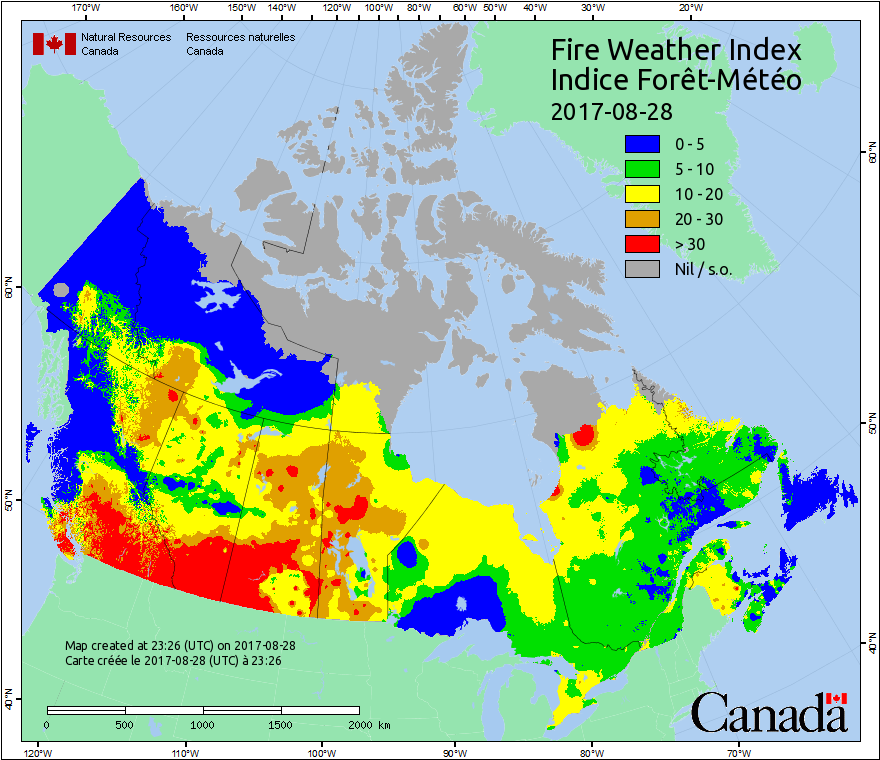 170°W 160°W 150°W 140°W 130°W 120°W 110°W 100°W 90°W 80°W 70°W 60°W 50°W 40°W 30°W 20°W
Natural Resources Ressources naturelles
Canada Canada
Fire Weather Index
Indice Forêt-Météo
2017-08-28
0 - 5
5 - 10
10 - 20
20 - 30
> 30
Nil / s.o.
60°N
60°N
50°N
50°N
40°N
40°N
Map created at 23:26 (UTC) on 2017-08-28
Carte créée le 2017-08-28 (UTC) à 23:26
0 500 1000 1500 2000 km
Canada
120°W 110°W 100°W 90°W 80°W 70°W